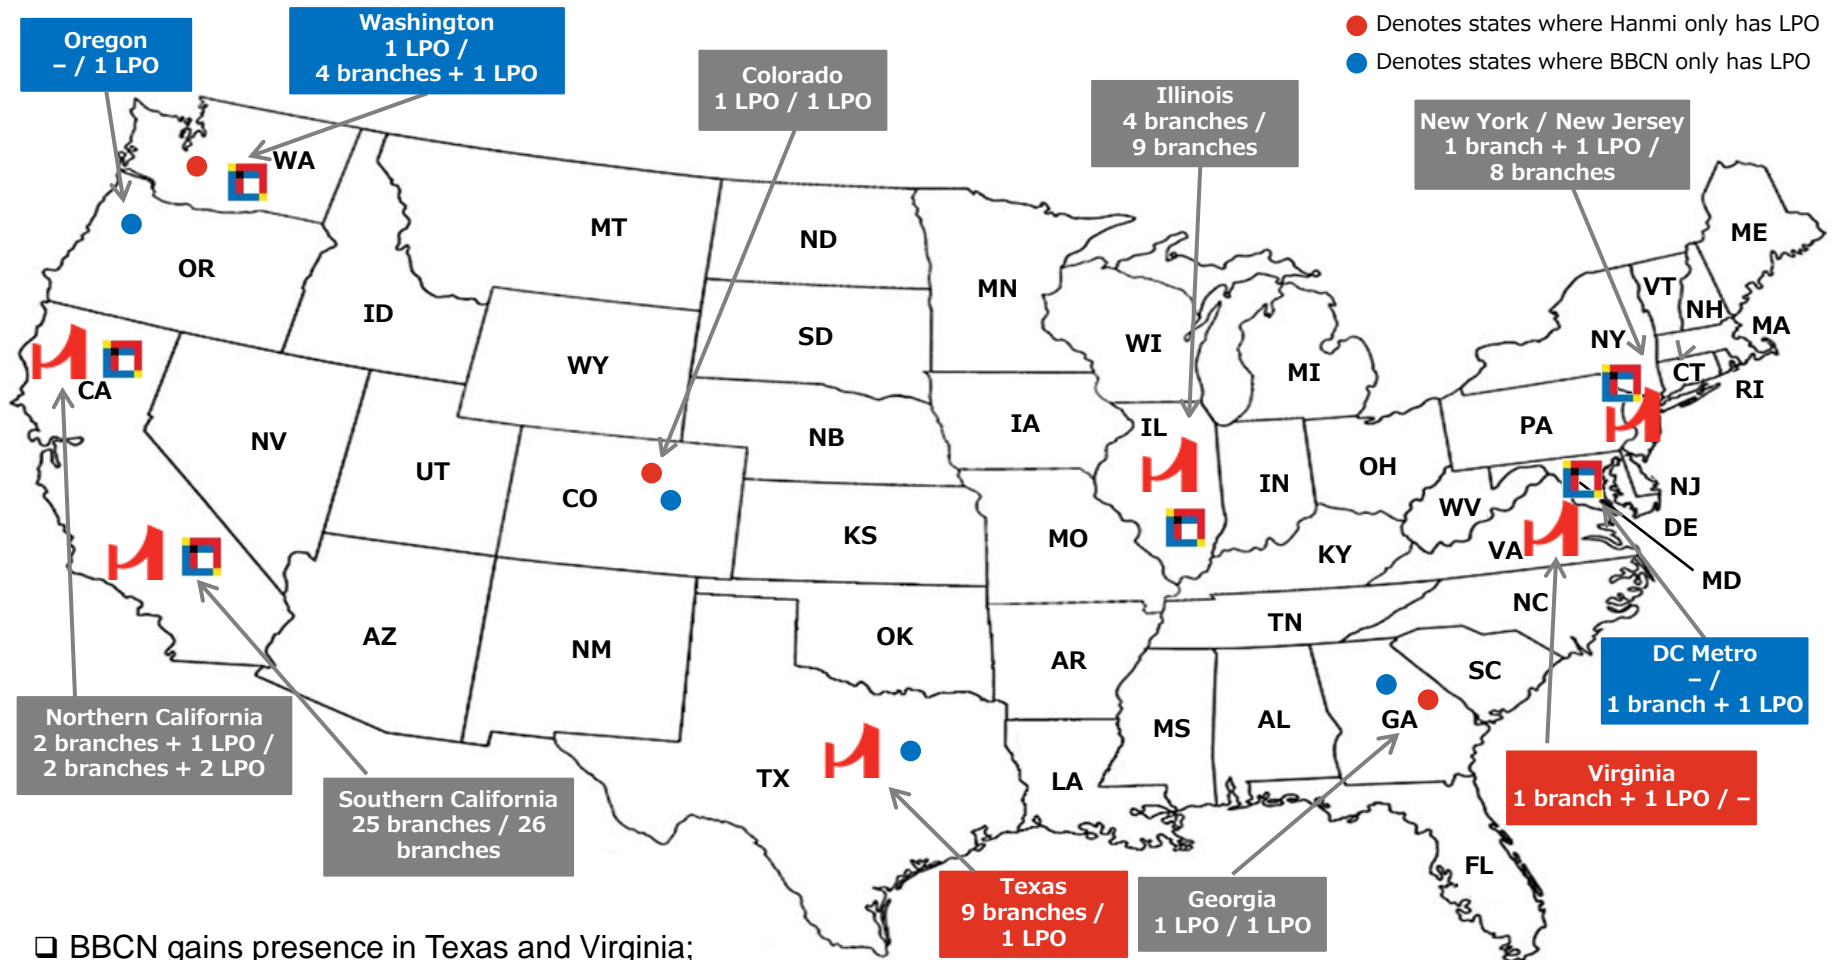 Denotes states where Hanmi only has LPO
Denotes states where BBCN only has LPO
Oregon
– / 1 LPO
Washington
1 LPO /
4 branches + 1 LPO
Colorado
1 LPO / 1 LPO
Illinois
4 branches /
9 branches
New York / New Jersey
1 branch + 1 LPO /
8 branches
WA
OR
CA
ID
NV
MT
WY
UT
CO
AZ
NM
ND
SD
NB
KS
OK
TX
MN
IA
MO
AR
LA
WI
IL
MI
IN
OH
KY
TN
MS
AL
GA
FL
SC
NC
VA
WV
PA
NY
VT
NH
ME
MA
CT
RI
NJ
DE
MD
Northern California
2 branches + 1 LPO /
2 branches + 2 LPO
Southern California
25 branches / 26
branches
Texas
9 branches /
1 LPO
Georgia
1 LPO / 1 LPO
Virginia
1 branch + 1 LPO / –
DC Metro
– /
1 branch + 1 LPO
❑ BBCN gains presence in Texas and Virginia;